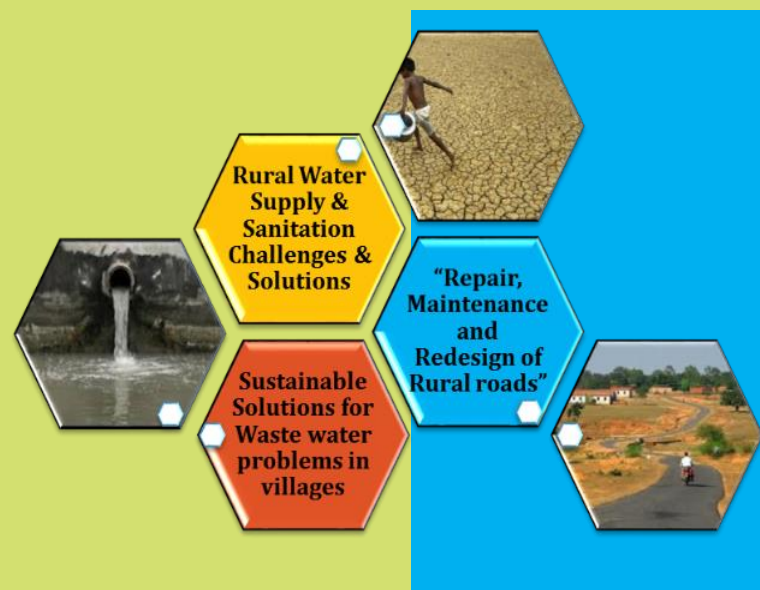 Rural Water
Supply &
Sanitation
Challenges &
Solutions
“Repair,
Maintenance
and
Redesign of
Rural roads”
Sustainable
Solutions for
Waste water
problems in
villages